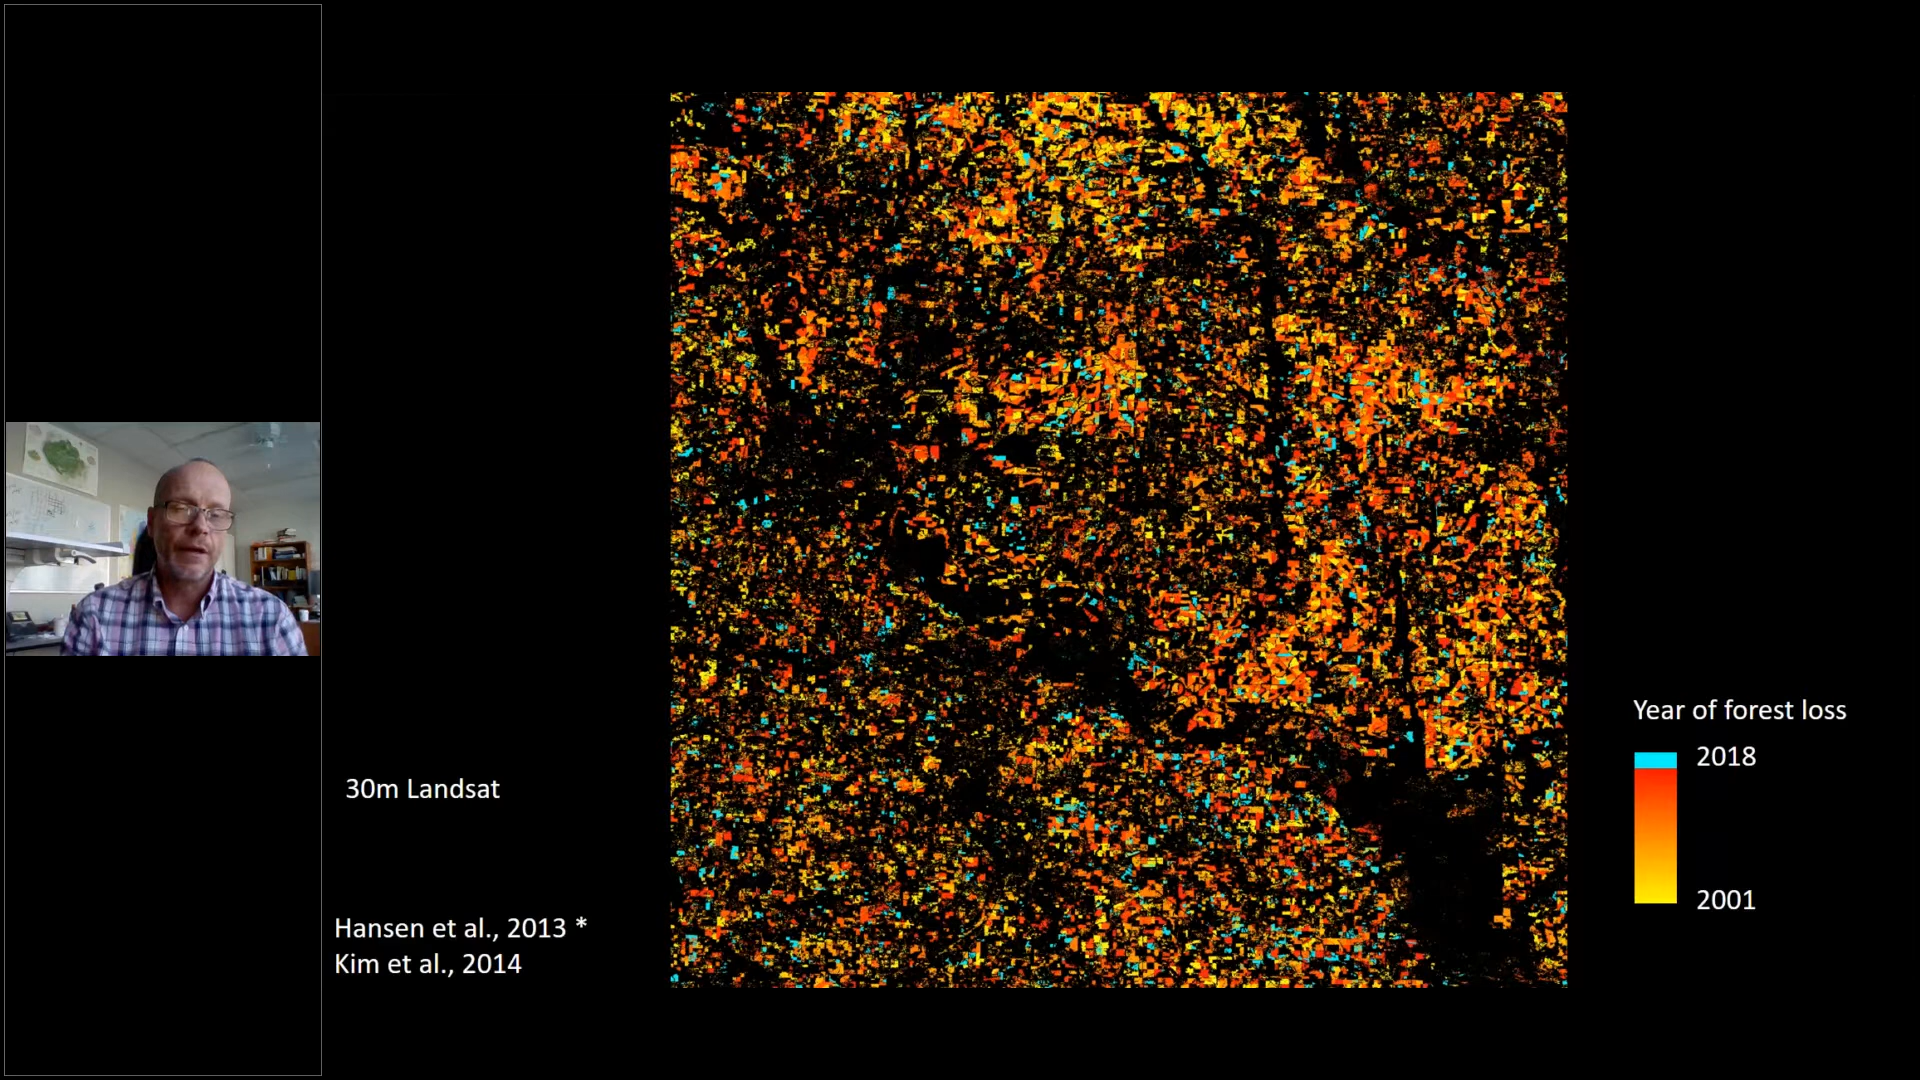 30m Landsat
Hansen et al., 2013 *
Kim et al., 2014
Year of forest loss
2018
2001